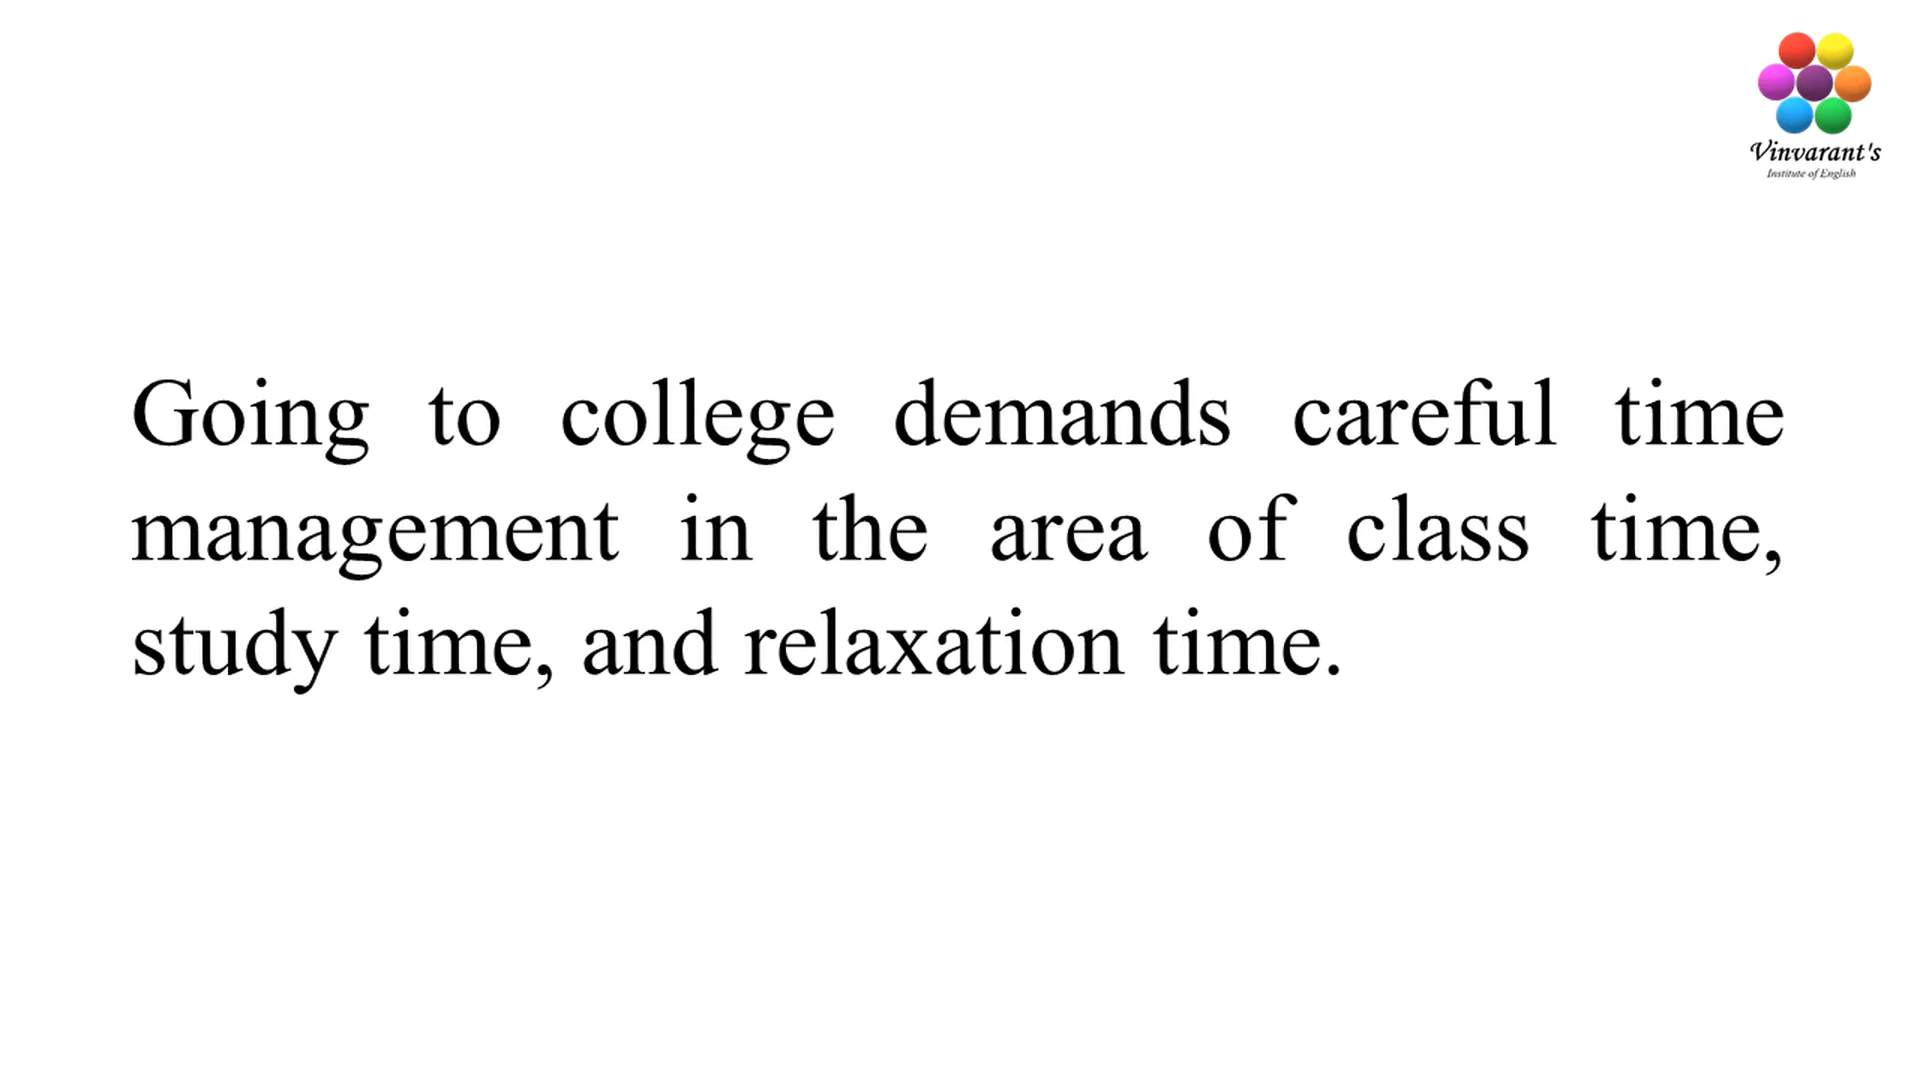 Vinvarant's
Institute of English
Going to college demands careful time
management in the area of class time,
study time, and relaxation time.